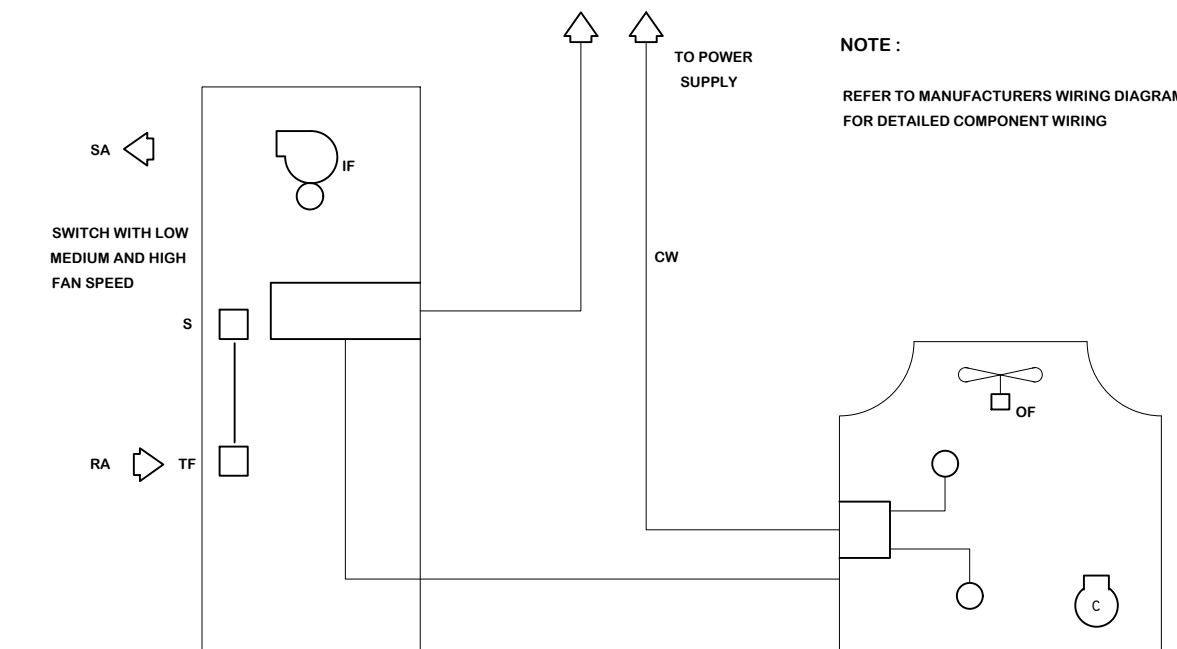 TO POWER
SUPPLY
NOTE :
REFER TO MANUFACTURERS WIRING DIAGRAM
FOR DETAILED COMPONENT WIRING
SA
IF
SWITCH WITH LOW
MEDIUM AND HIGH
FAN SPEED
CW
S
OF
RA
TF
C